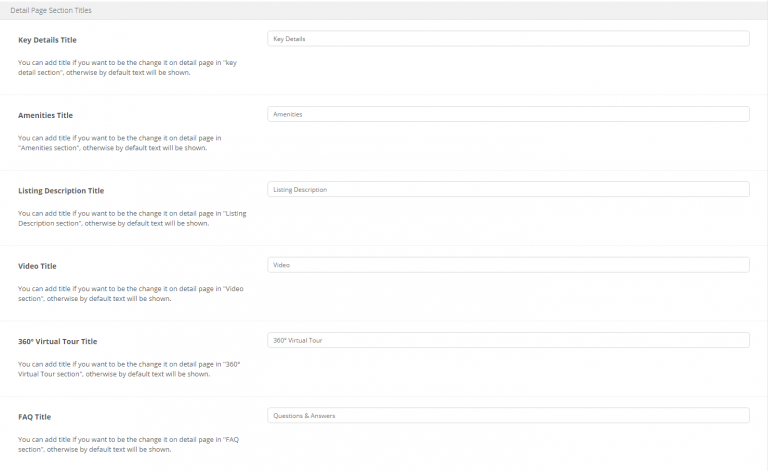 Detail Page Section Titles
Key Details Title
Key Details
You can add title if you want to be the change it on detail page in "key
detail section", otherwise by default text will be shown.
Amenities Title
Amenities
You can add title if you want to be the change it on detail page in
"Amenities section", otherwise by default text will be shown.
Listing Description Title
Listing Description
You can add title if you want to be the change it on detail page in "Listing
Description section", otherwise by default text will be shown.
Video Title
Video
You can add title if you want to be the change it on detail page in "Video
section", otherwise by default text will be shown.
360° Virtual Tour Title
360° Virtual Tour
You can add title if you want to be the change it on detail page in "360°
Virtual Tour section", otherwise by default text will be shown.
FAQ Title
Questions & Answers
You can add title if you want to be the change it on detail page in "FAQ
section", otherwise by default text will be shown.